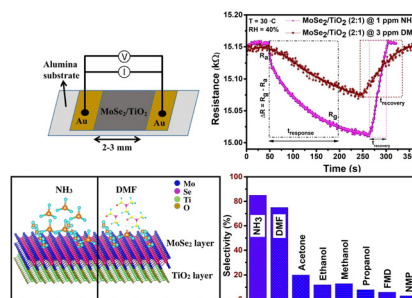 V
I
Alumina
substrate
Au
MoSe2/TiO2
Au
2-3 mm
T = 30
RH = 40%
MoSe2/TiO2 (2:1) @ 1 ppm NH
MoSe2/TiO2 (2:1) @ 3 ppm DM
Ra
ΔR = Rg - Ra
Rg
tresponse
trecovery
trecovery
Resistance (kΩ)
15.15
15.10
15.05
15.00
0 50 100 150 200 250 300 350
Time (s)
NH3
DMF
Mo
Se
Ti
O
MoSe2 layer
TiO2 layer
Selectivity (%)
100
80
60
40
20
NH3
DMF
Acetone
Ethanol
Methanol
Propanol
FMD
NMP